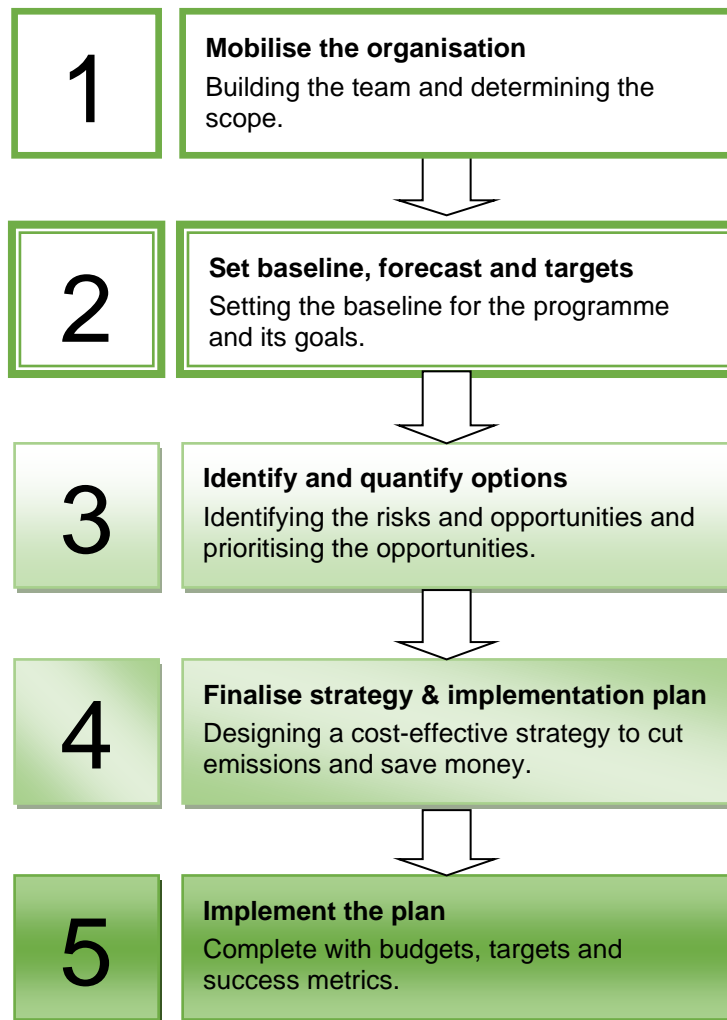 1
Mobilise the organisation
Building the team and determining the
scope.
2
Set baseline, forecast and targets
Setting the baseline for the programme
and its goals.
3
Identify and quantify options
Identifying the risks and opportunities and
prioritising the opportunities.
4
Finalise strategy & implementation plan
Designing a cost-effective strategy to cut
emissions and save money.
5
Implement the plan
Complete with budgets, targets and
success metrics.